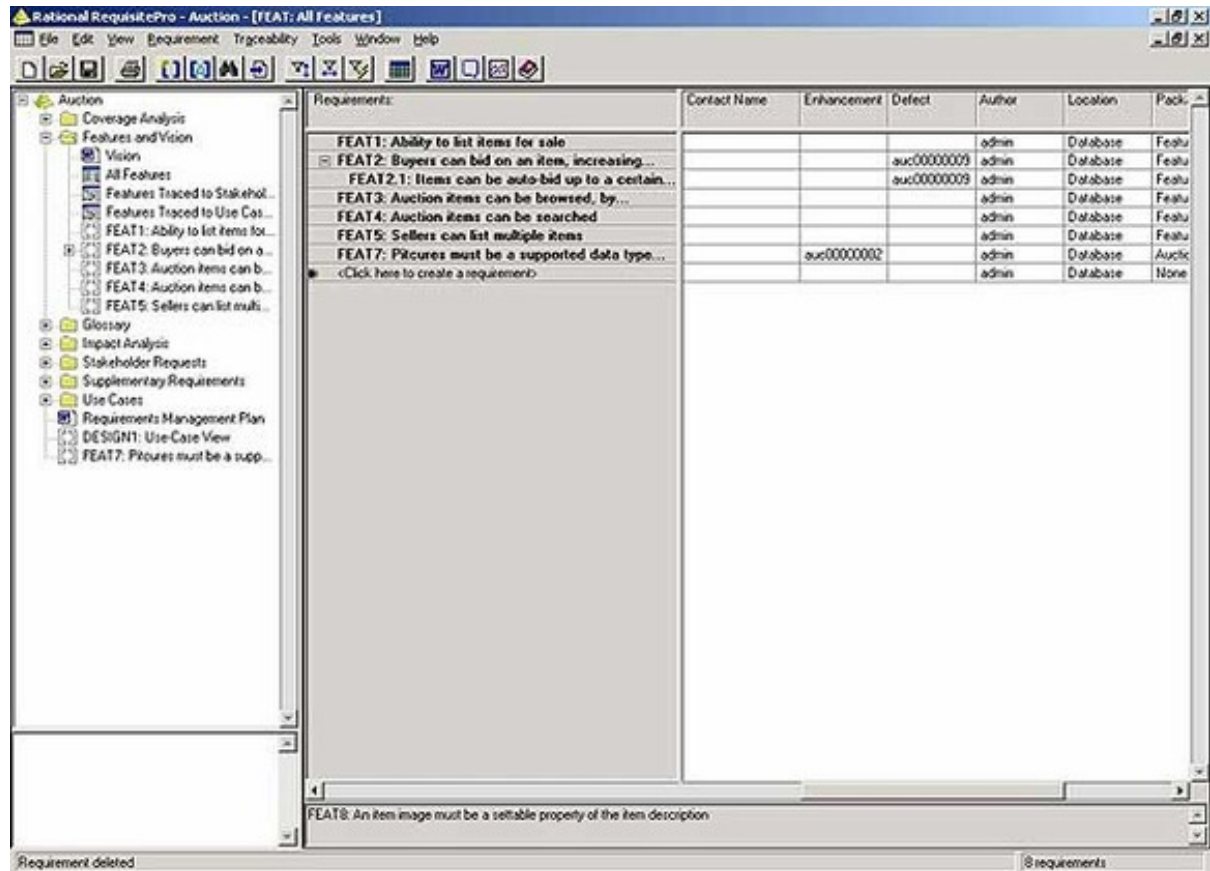 Rational RequisitePro - Auction - [FEAT: All Features]
File Edit View Requirement Traceability Tools Window Help
Auction
Coverage Analysis
Features and Vision
Vision
All Features
Features Traced to Stakehol...
Features Traced to Use Cas...
FEAT1: Ability to list items for...
FEAT2: Buyers can bid on a...
FEAT3: Auction items can b...
FEAT4: Auction items can b...
FEAT5: Sellers can list multi...
Glossary
Impact Analysis
Stakeholder Requests
Supplementary Requirements
Use Cases
Requirements Management Plan
DESIGN1: Use-Case View
FEAT7: Pitcures must be a supp...
Requirements: Contact Name Enhancement Defect Author Location Packa
FEAT1: Ability to list items for sale admin Database Featu
FEAT2: Buyers can bid on an item, increasing... auc00000009 admin Database Featu
FEAT2.1: Items can be auto-bid up to a certain... auc00000009 admin Database Featu
FEAT3: Auction items can be browsed, by... admin Database Featu
FEAT4: Auction items can be searched admin Database Featu
FEAT5: Sellers can list multiple items admin Database Featu
FEAT7: Pitcures must be a supported data type... auc00000002 admin Database Auctic
<Click here to create a requirement> admin Database None
FEAT8: An item image must be a settable property of the item description
Requirement deleted 8 requirements